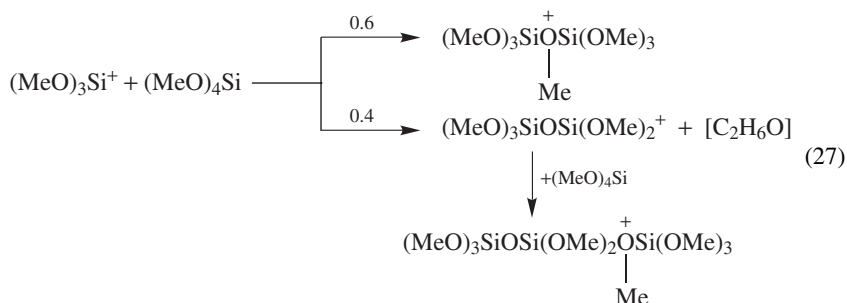 0.6
(MeO)₃SiOSi(OMe)₃
+
Me
(MeO)₃Si⁺ + (MeO)₄Si
0.4
(MeO)₃SiOSi(OMe)₂⁺ + [C₂H₆O]
(27)
+(MeO)₄Si
+
(MeO)₃SiOSi(OMe)₂OSi(OMe)₃
Me